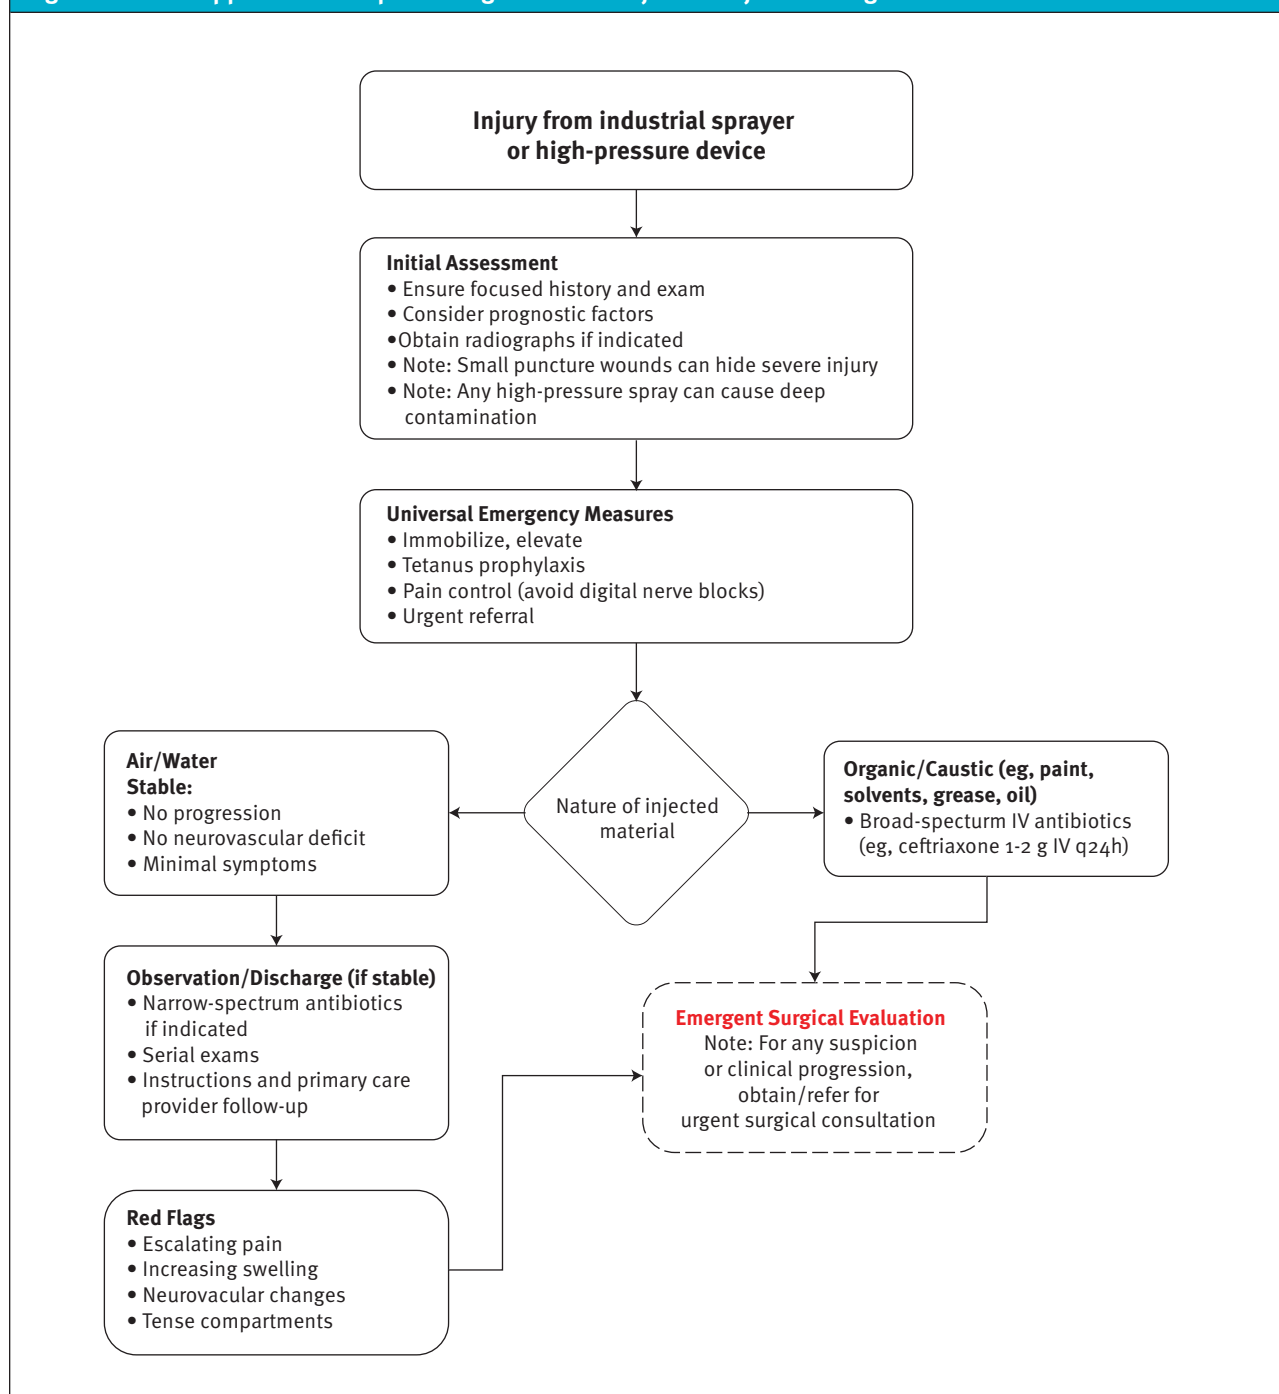 Injury from industrial sprayer
or high-pressure device
Initial Assessment
• Ensure focused history and exam
• Consider prognostic factors
•Obtain radiographs if indicated
• Note: Small puncture wounds can hide severe injury
• Note: Any high-pressure spray can cause deep
contamination
Universal Emergency Measures
• Immobilize, elevate
• Tetanus prophylaxis
• Pain control (avoid digital nerve blocks)
• Urgent referral
Nature of injected
material
Air/Water
Stable:
• No progression
• No neurovascular deficit
• Minimal symptoms
Organic/Caustic (eg, paint,
solvents, grease, oil)
• Broad-specturm IV antibiotics
(eg, ceftriaxone 1-2 g IV q24h)
Observation/Discharge (if stable)
• Narrow-spectrum antibiotics
if indicated
• Serial exams
• Instructions and primary care
provider follow-up
Emergent Surgical Evaluation
Note: For any suspicion
or clinical progression,
obtain/refer for
urgent surgical consultation
Red Flags
• Escalating pain
• Increasing swelling
• Neurovacular changes
• Tense compartments